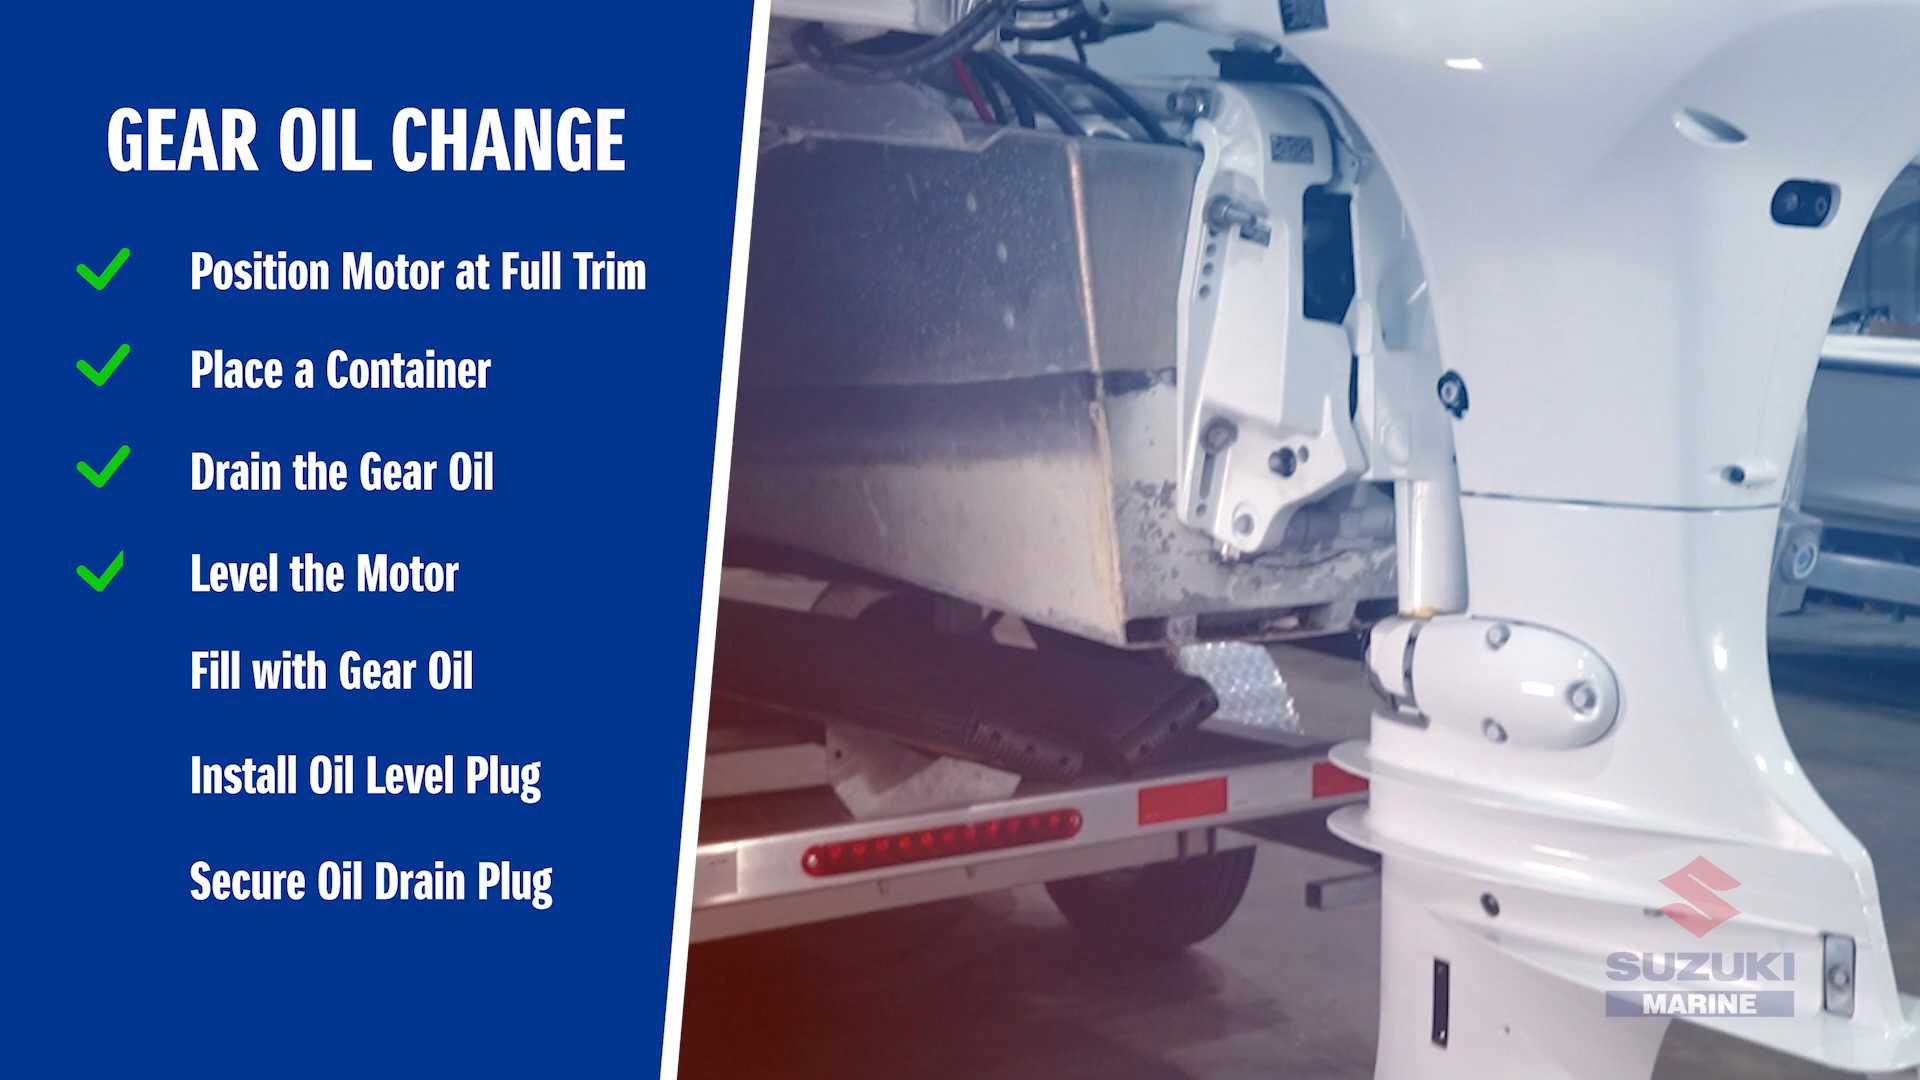 GEAR OIL CHANGE
Position Motor at Full Trim
Place a Container
Drain the Gear Oil
Level the Motor
Fill with Gear Oil
Install Oil Level Plug
Secure Oil Drain Plug
SUZUKI
MARINE